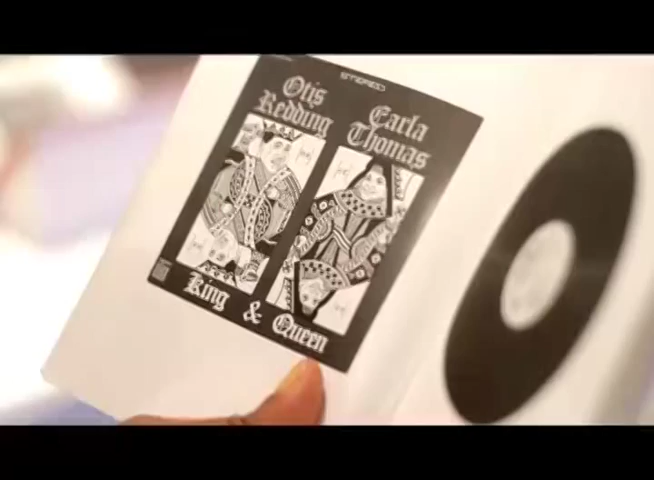 STEREO
Otis
Redding
Carla
Thomas
King & Queen